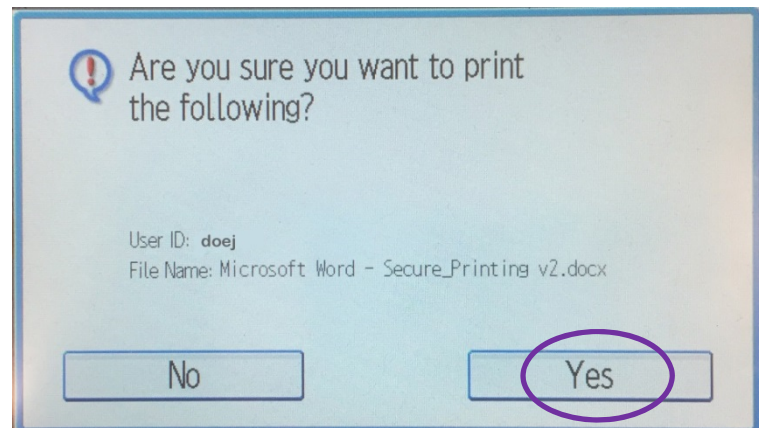 Are you sure you want to print
the following?
User ID: doej
File Name: Microsoft Word - Secure_Printing v2.docx
No
Yes